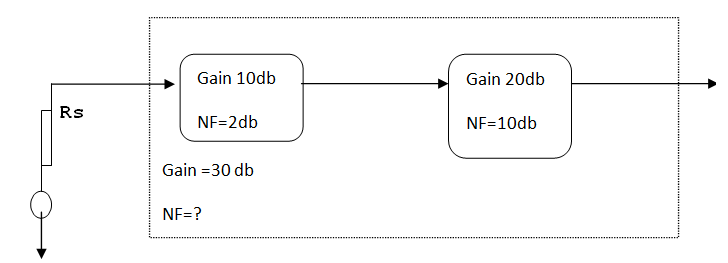 Rs
Gain 10db
NF=2db
Gain 20db
NF=10db
Gain =30 db
NF=?